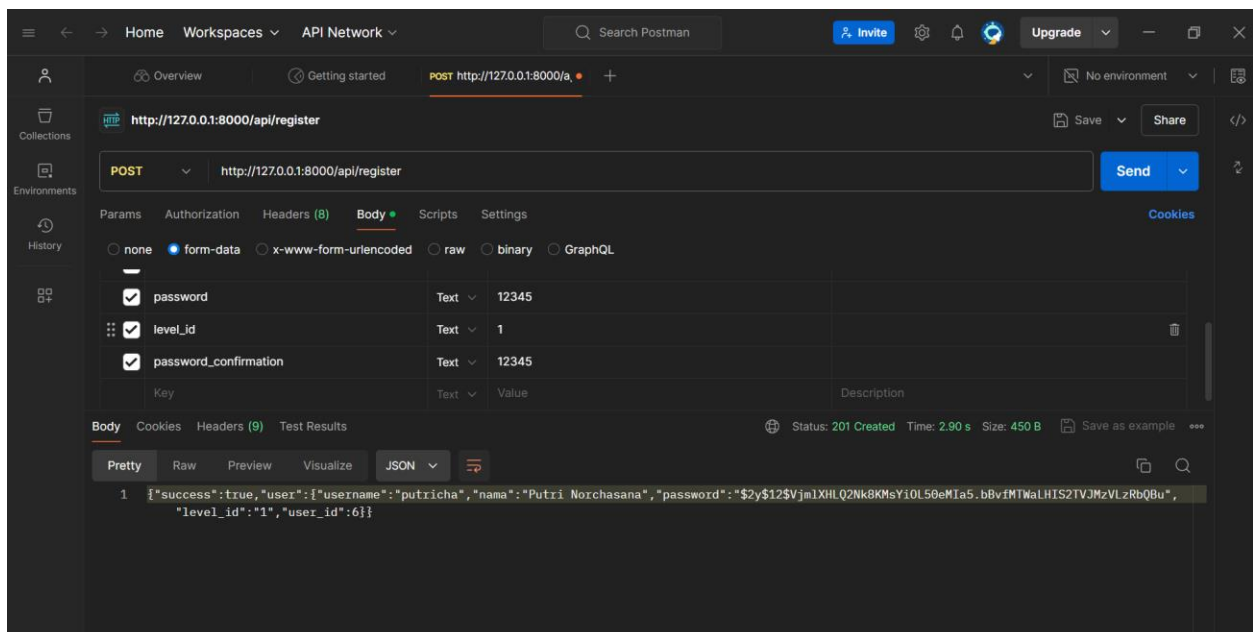 Home Workspaces API Network Search Postman Invite Upgrade
Overview Getting started POST http://127.0.0.1:8000/a, + No environment
HTTP http://127.0.0.1:8000/api/register Save Share
Collections
POST http://127.0.0.1:8000/api/register Send
Environments
Params Authorization Headers (8) Body Scripts Settings Cookies
History
none form-data x-www-form-urlencoded raw binary GraphQL
password Text 12345
level_id Text 1
password_confirmation Text 12345
Key Text Value Description
Body Cookies Headers (9) Test Results Status: 201 Created Time: 2.90 s Size: 450 B Save as example
Pretty Raw Preview Visualize JSON
1 {"success":true,"user":{"username":"putricha","nama":"Putri Norchasana","password":"$2y$12$VjmlXHLQ2Nk8KMsYiOL50eMIa5.bBvfMTWaLHIS2TVJMzVLzRbQBu",
"level_id":"1","user_id":6}}